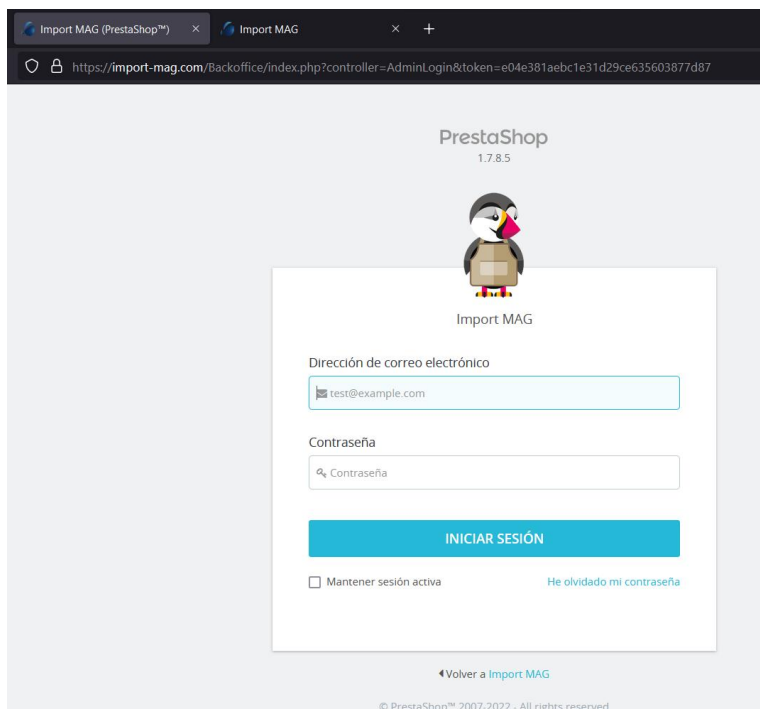 Import MAG (PrestaShop™)
Import MAG
https://import-mag.com/Backoffice/index.php?controller=AdminLogin&token=e04e381aebc1e31d29ce635603877d87
PrestaShop
1.7.8.5
Import MAG
Dirección de correo electrónico
test@example.com
Contraseña
Contraseña
INICIAR SESIÓN
Mantener sesión activa
He olvidado mi contraseña
Volver a Import MAG
© PrestaShop™ 2007-2022 - All rights reserved